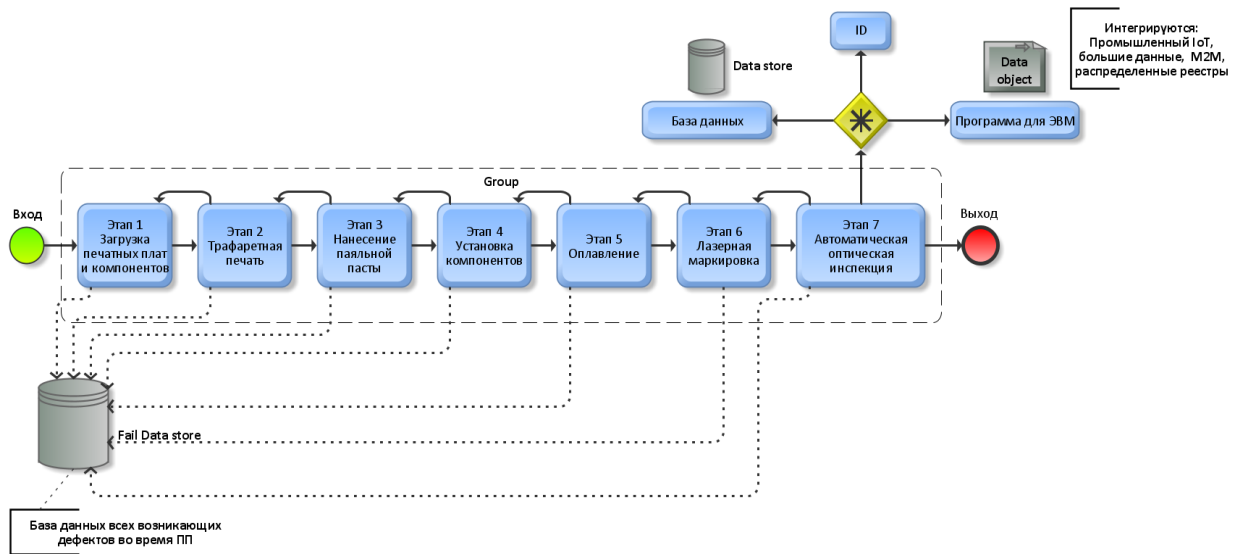 ID
Data store
Data
object
Интегрируются:
Промышленный IoT,
большие данные, M2M,
распределенные реестры
База данных
Программа для ЭВМ
Group
Вход
Этап 1
Загрузка
печатных плат
и компонентов
Этап 2
Трафаретная
печать
Этап 3
Нанесение
паяльной
пасты
Этап 4
Установка
компонентов
Этап 5
Оплавление
Этап 6
Лазерная
маркировка
Этап 7
Автоматическая
оптическая
инспекция
Выход
Fail Data store
База данных всех возникающих
дефектов во время ПП